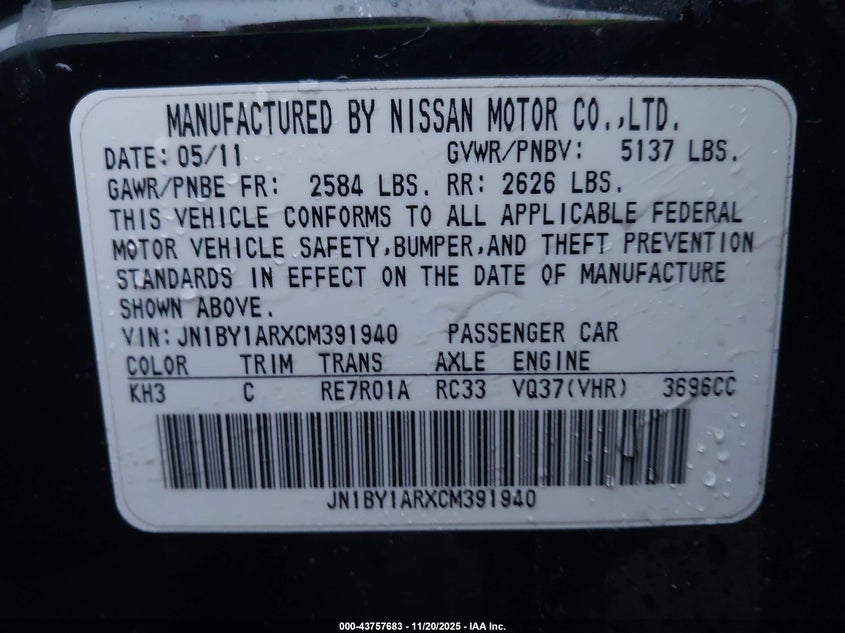 MANUFACTURED BY NISSAN MOTOR CO.,LTD.
DATE: 05/11 GVWR/PNBV: 5137 LBS.
GAWR/PNBE FR: 2584 LBS. RR: 2626 LBS.
THIS VEHICLE CONFORMS TO ALL APPLICABLE FEDERAL
MOTOR VEHICLE SAFETY,BUMPER,AND THEFT PREVENTION
STANDARDS IN EFFECT ON THE DATE OF MANUFACTURE
SHOWN ABOVE.
VIN: JN1BY1ARXCM391940 PASSENGER CAR
COLOR TRIM TRANS AXLE ENGINE
KH3 C RE7R01A RC33 VQ37(VHR) 3696CC
JN1BY1ARXCM391940
000-43757683 - 11/20/2025 - IAA Inc.